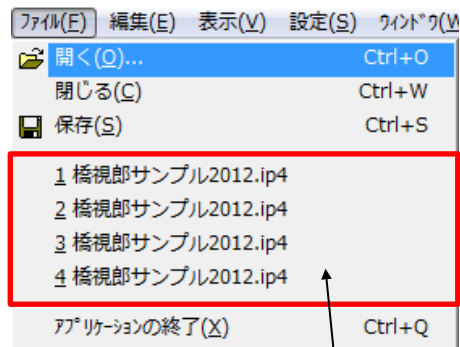 ﾌｧｲﾙ(F) 編集(E) 表示(V) 設定(S) ｳｨﾝﾄﾞｳ(W
開く(O)... Ctrl+O
閉じる(C) Ctrl+W
保存(S) Ctrl+S
1 橋視郎サンプル2012.ip4
2 橋視郎サンプル2012.ip4
3 橋視郎サンプル2012.ip4
4 橋視郎サンプル2012.ip4
ｱﾌﾟﾘｹｰｼｮﾝの終了(X) Ctrl+Q